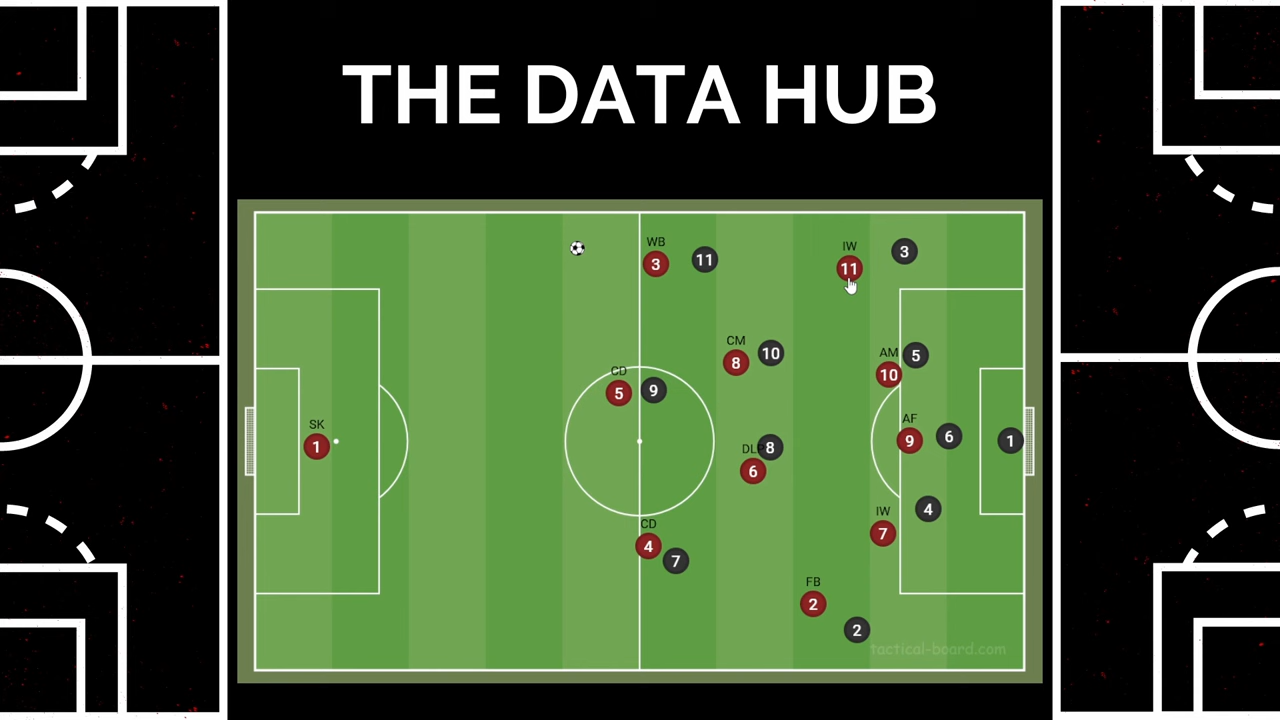 THE DATA HUB
WB
3
11
IW
11
3
CM
8
10
AM
10
5
CD
5
9
SK
1
AF
9
6
1
DL
6
8
IW
7
4
CD
4
7
FB
2
2
tactical-board.com